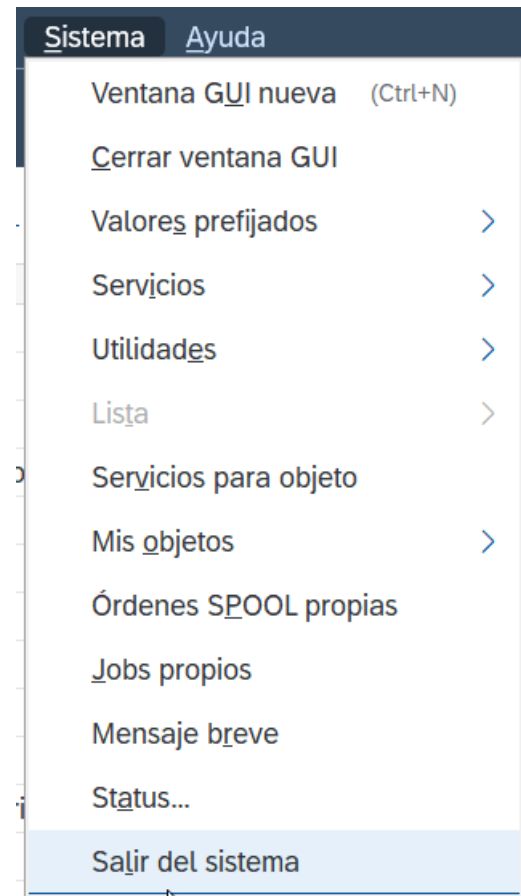 Sistema Ayuda
Ventana GUI nueva (Ctrl+N)
Cerrar ventana GUI
Valores prefijados
Servicios
Utilidades
Lista
Servicios para objeto
Mis objetos
Órdenes SPOOL propias
Jobs propios
Mensaje breve
Status...
Salir del sistema